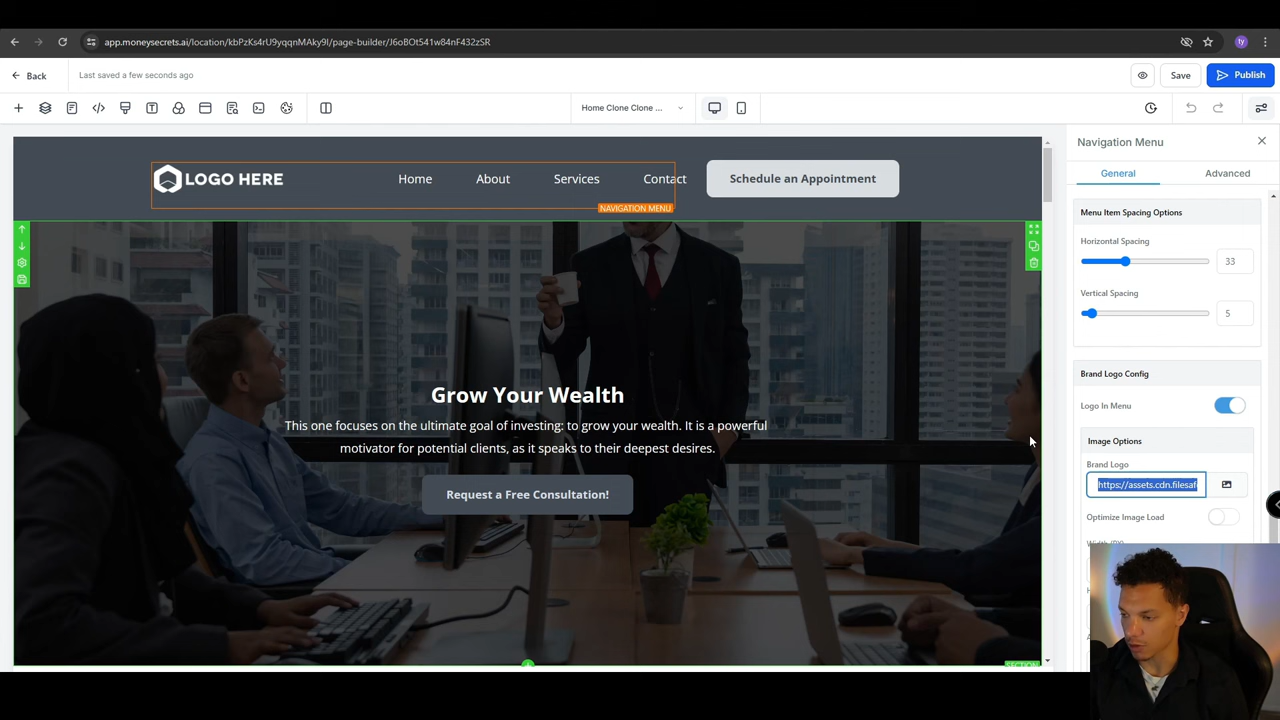 app.moneysecrets.ai/location/kbPzKs4rU9yqqnMAky9l/page-builder/J6oBOt541w84nF432zSR
ty
Back
Last saved a few seconds ago
Save
Publish
Home Clone Clone ...
Navigation Menu
General
Advanced
LOGO HERE
Home
About
Services
Contact
Schedule an Appointment
NAVIGATION MENU
Menu Item Spacing Options
Horizontal Spacing
33
Vertical Spacing
5
Grow Your Wealth
This one focuses on the ultimate goal of investing: to grow your wealth. It is a powerful
motivator for potential clients, as it speaks to their deepest desires.
Request a Free Consultation!
Brand Logo Config
Logo In Menu
Image Options
Brand Logo
https://assets.cdn.filesaf
Optimize Image Load